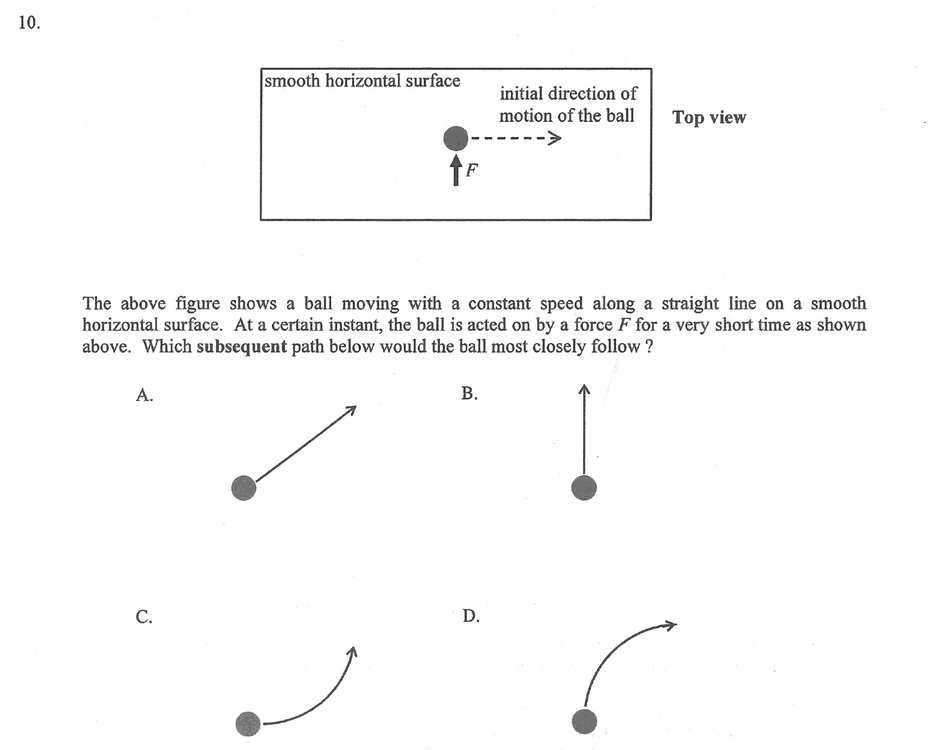 10.
smooth horizontal surface
initial direction of
motion of the ball
Top view
F
The above figure shows a ball moving with a constant speed along a straight line on a smooth
horizontal surface. At a certain instant, the ball is acted on by a force F for a very short time as shown
above. Which subsequent path below would the ball most closely follow ?
A.
B.
C.
D.